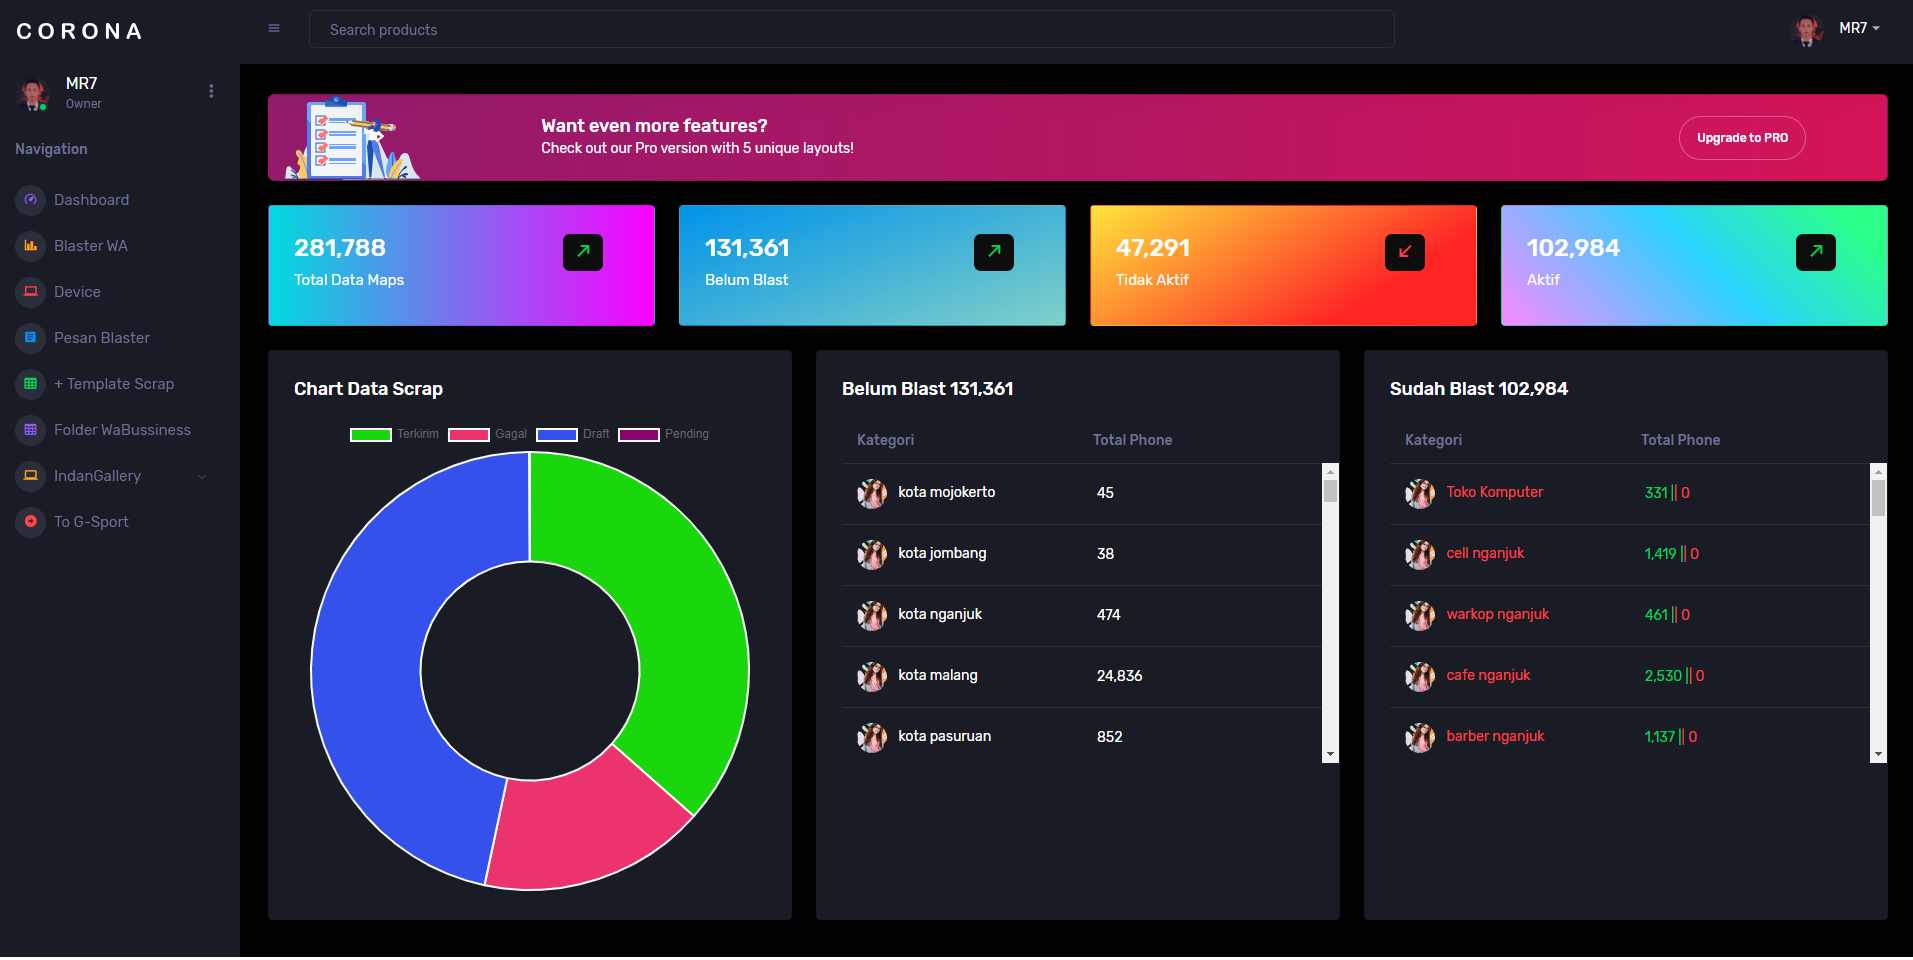 CORONA
Search products
MR7
MR7
Owner
Navigation
Dashboard
Blaster WA
Device
Pesan Blaster
+ Template Scrap
Folder WaBussiness
IndanGallery
To G-Sport
Want even more features?
Check out our Pro version with 5 unique layouts!
Upgrade to PRO
281,788
Total Data Maps
131,361
Belum Blast
47,291
Tidak Aktif
102,984
Aktif
Chart Data Scrap
Terkirim Gagal Draft Pending
Belum Blast 131,361
Kategori Total Phone
kota mojokerto 45
kota jombang 38
kota nganjuk 474
kota malang 24,836
kota pasuruan 852
Sudah Blast 102,984
Kategori Total Phone
Toko Komputer 331 || 0
cell nganjuk 1,419 || 0
warkop nganjuk 461 || 0
cafe nganjuk 2,530 || 0
barber nganjuk 1,137 || 0